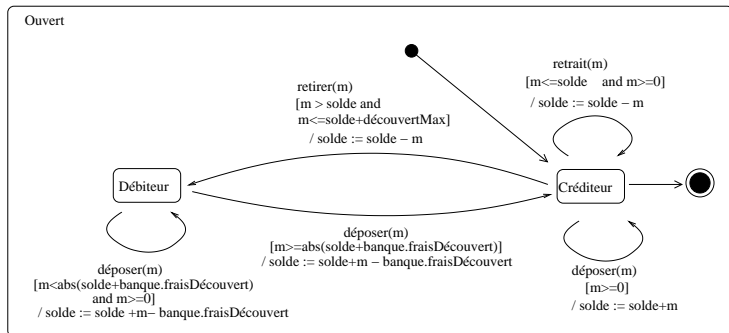 Ouvert
retirer(m)
[m > solde and
m<=solde+découvertMax]
/ solde := solde − m
retrait(m)
[m<=solde and m>=0]
/ solde := solde − m
Débiteur
Créditeur
déposer(m)
[m>=abs(solde+banque.fraisDécouvert)]
/ solde := solde+m − banque.fraisDécouvert
déposer(m)
[m<abs(solde+banque.fraisDécouvert)
and m>=0]
/ solde := solde +m− banque.fraisDécouvert
déposer(m)
[m>=0]
/ solde := solde+m